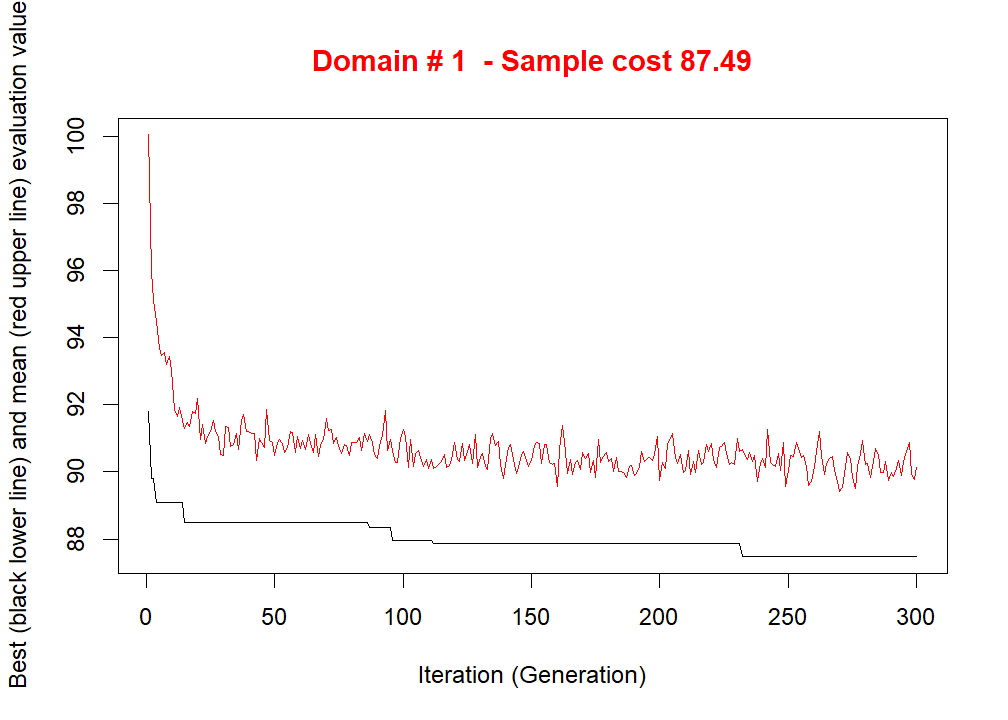 Domain # 1  - Sample cost 87.49
Best (black lower line) and mean (red upper line) evaluation value
100
98
96
94
92
90
88
0 50 100 150 200 250 300
Iteration (Generation)